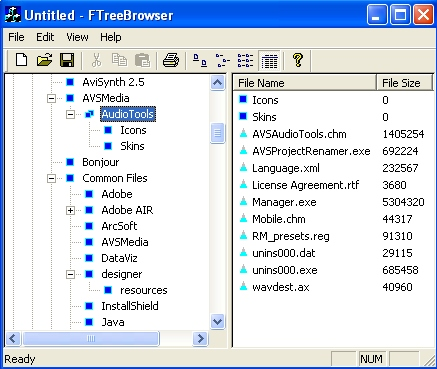 Untitled - FTreeBrowser
File Edit View Help
AviSynth 2.5
AVSMedia
AudioTools
Icons
Skins
Bonjour
Common Files
Adobe
Adobe AIR
ArcSoft
AVSMedia
DataViz
designer
resources
InstallShield
Java
File Name File Size
Icons 0
Skins 0
AVSAudioTools.chm 1405254
AVSProjectRenamer.exe 692224
Language.xml 232567
License Agreement.rtf 3680
Manager.exe 5304320
Mobile.chm 44317
RM_presets.reg 91310
unins000.dat 29115
unins000.exe 685458
wavdest.ax 40960
Ready NUM